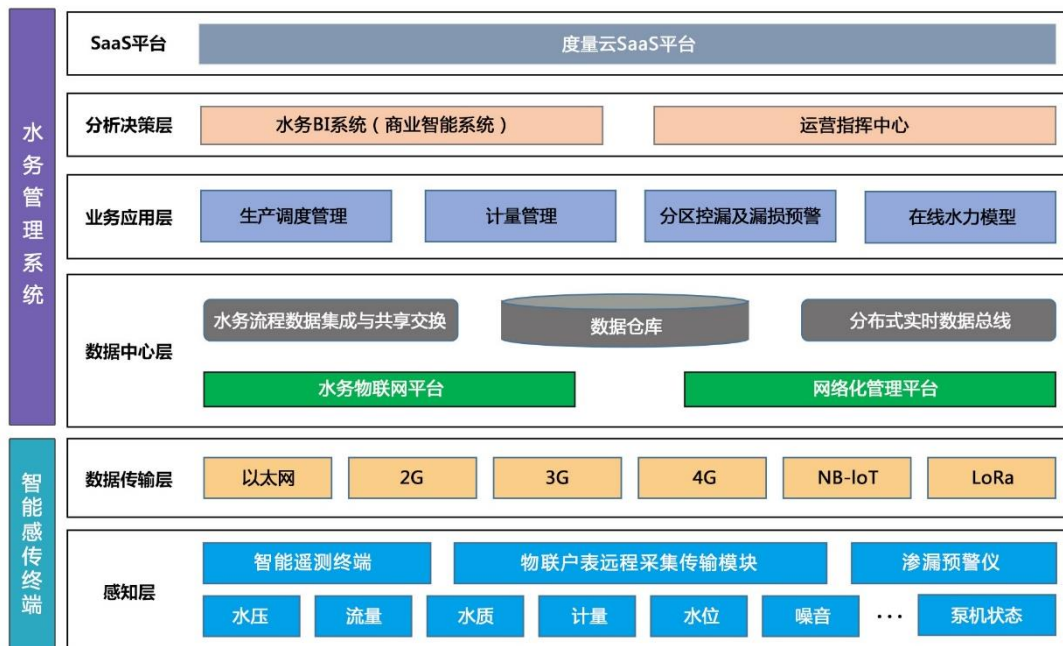 水务管理系统
SaaS平台
度量云SaaS平台
分析决策层
水务BI系统（商业智能系统）
运营指挥中心
业务应用层
生产调度管理
计量管理
分区控漏及漏损预警
在线水力模型
数据中心层
水务流程数据集成与共享交换
数据仓库
分布式实时数据总线
水务物联网平台
网络化管理平台
智能感传终端
数据传输层
以太网
2G
3G
4G
NB-IoT
LoRa
感知层
智能遥测终端
物联户表远程采集传输模块
渗漏预警仪
水压
流量
水质
计量
水位
噪音
…
泵机状态